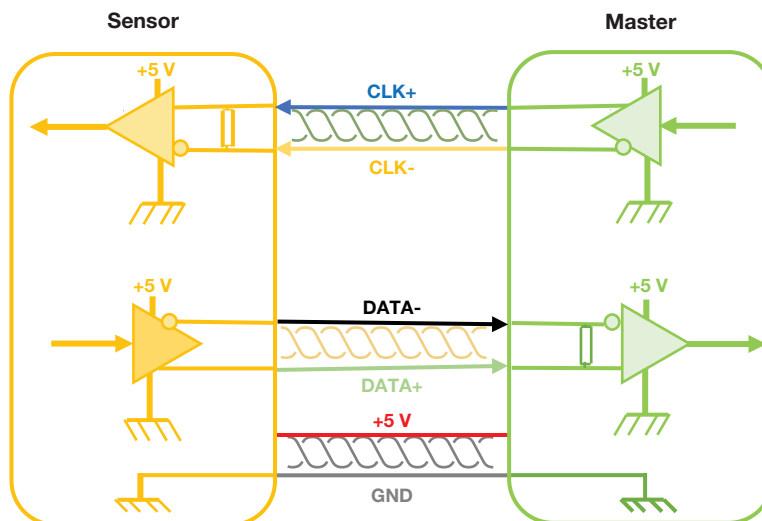 Sensor
Master
+5 V
CLK+
+5 V
CLK-
+5 V
DATA-
+5 V
DATA+
+5 V
GND